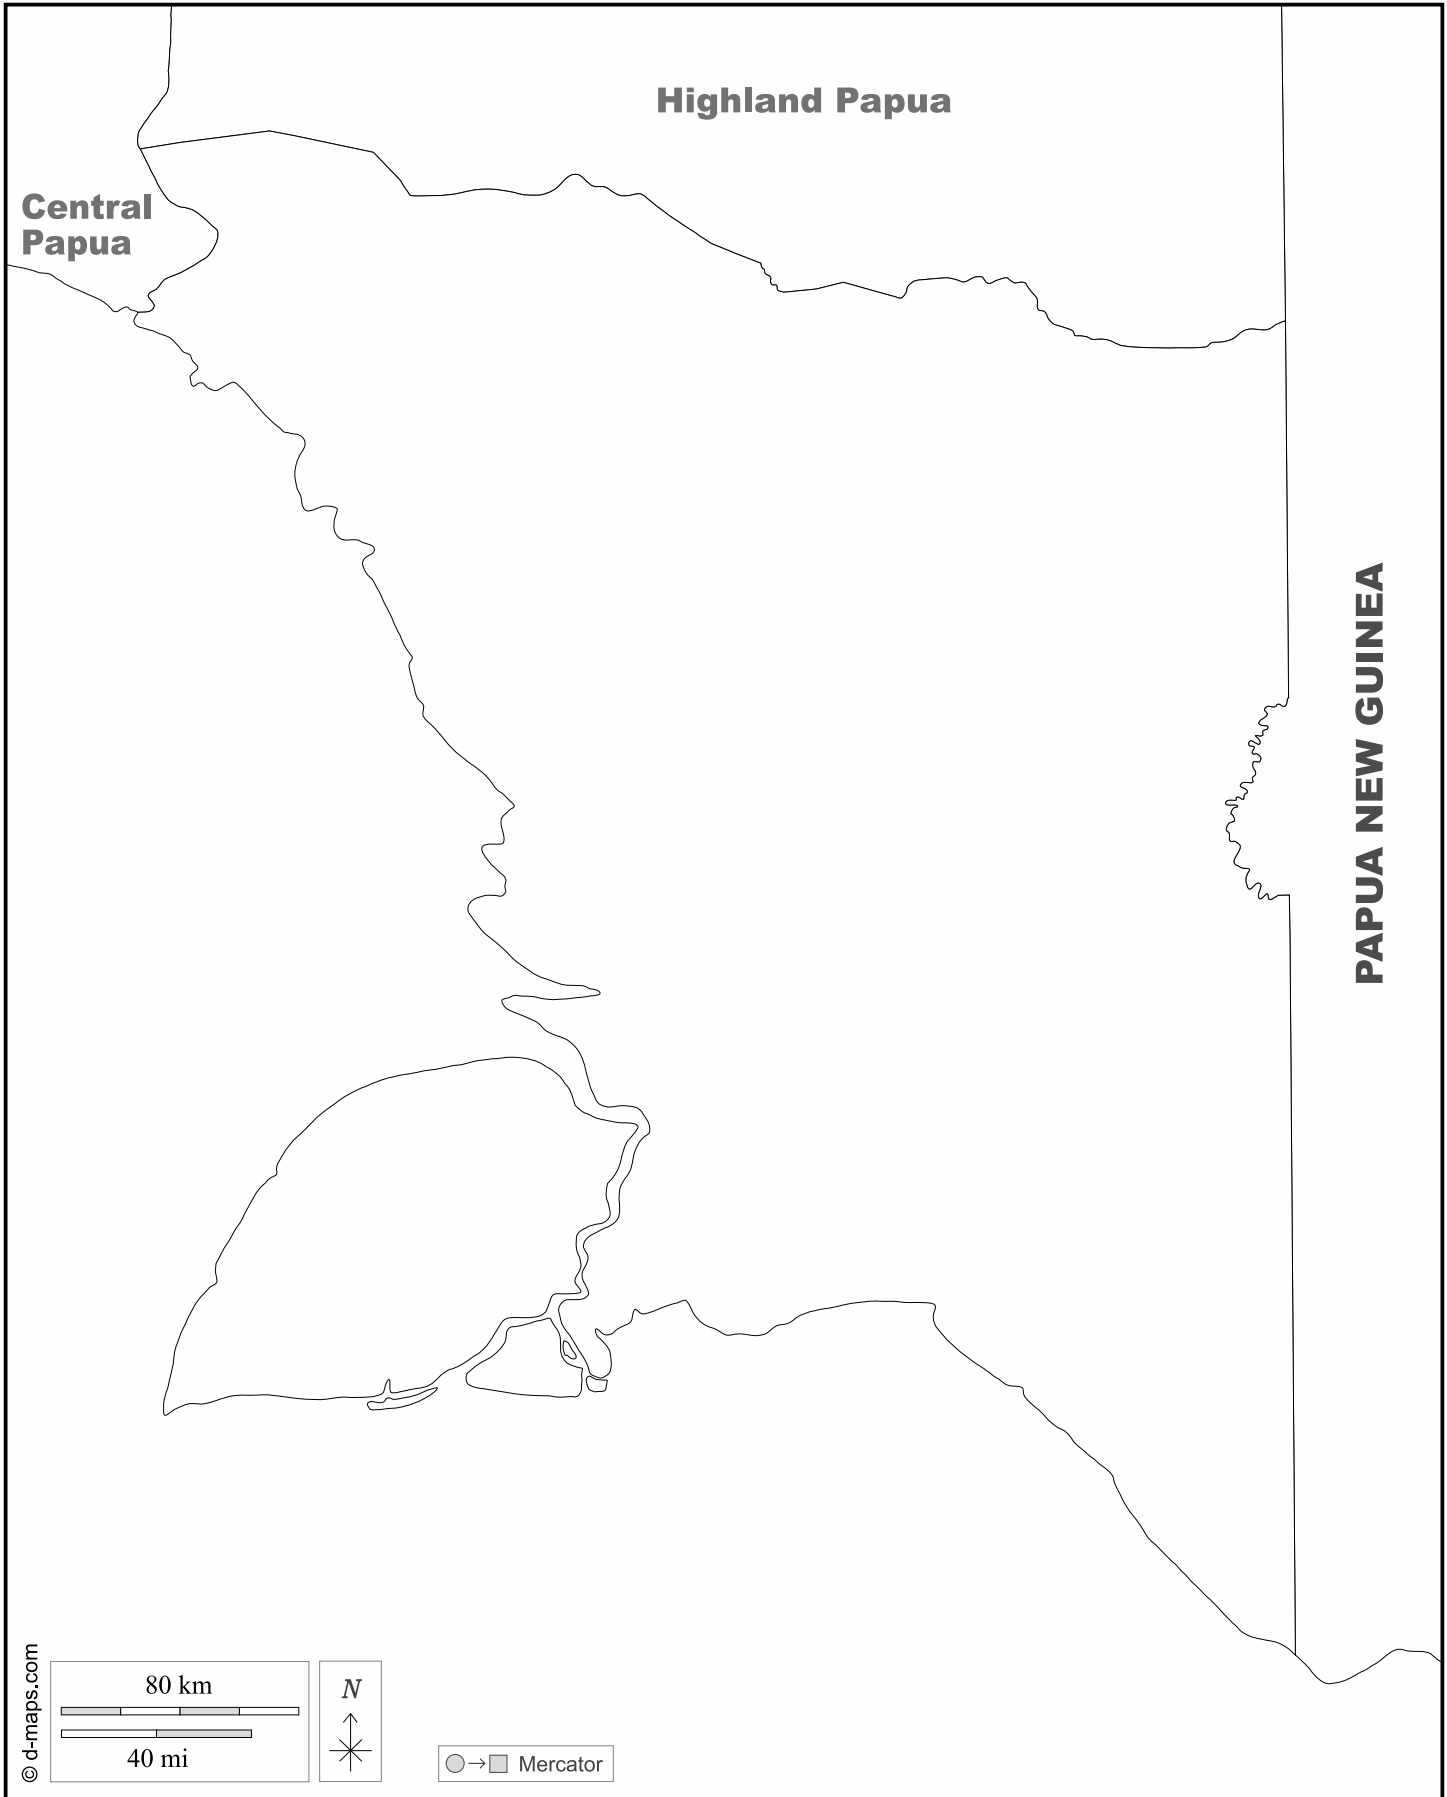 Highland Papua
Central
Papua
PAPUA NEW GUINEA
© d-maps.com
80 km
40 mi
N
Mercator